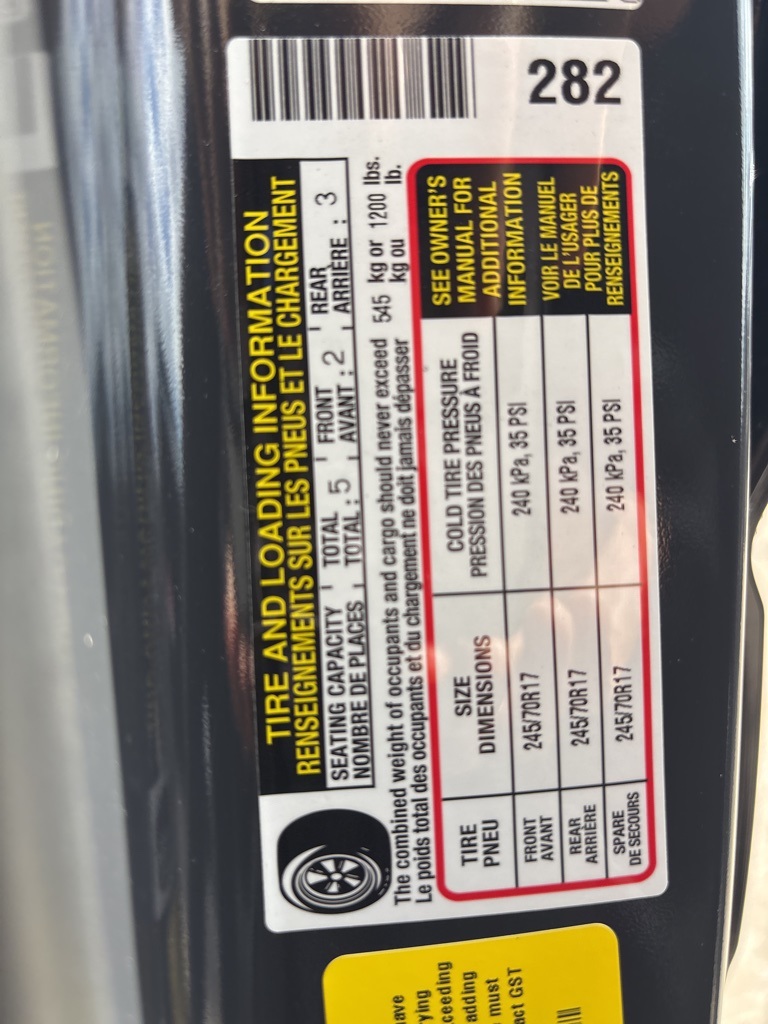 282
TIRE AND LOADING INFORMATION
RENSEIGNEMENTS SUR LES PNEUS ET LE CHARGEMENT
SEATING CAPACITY TOTAL FRONT REAR
NOMBRE DE PLACES TOTAL : 5 AVANT : 2 ARRIÈRE : 3
The combined weight of occupants and cargo should never exceed 545 kg or 1200 lbs.
Le poids total des occupants et du chargement ne doit jamais dépasser kg ou lb.
TIRE
PNEU
SIZE
DIMENSIONS
COLD TIRE PRESSURE
PRESSION DES PNEUS À FROID
SEE OWNER'S
MANUAL FOR
ADDITIONAL
INFORMATION
FRONT
AVANT
245/70R17
240 kPa, 35 PSI
VOIR LE MANUEL
DE L'USAGER
POUR PLUS DE
RENSEIGNEMENTS
REAR
ARRIÈRE
245/70R17
240 kPa, 35 PSI
SPARE
DE SECOURS
245/70R17
240 kPa, 35 PSI
adding
must
GST